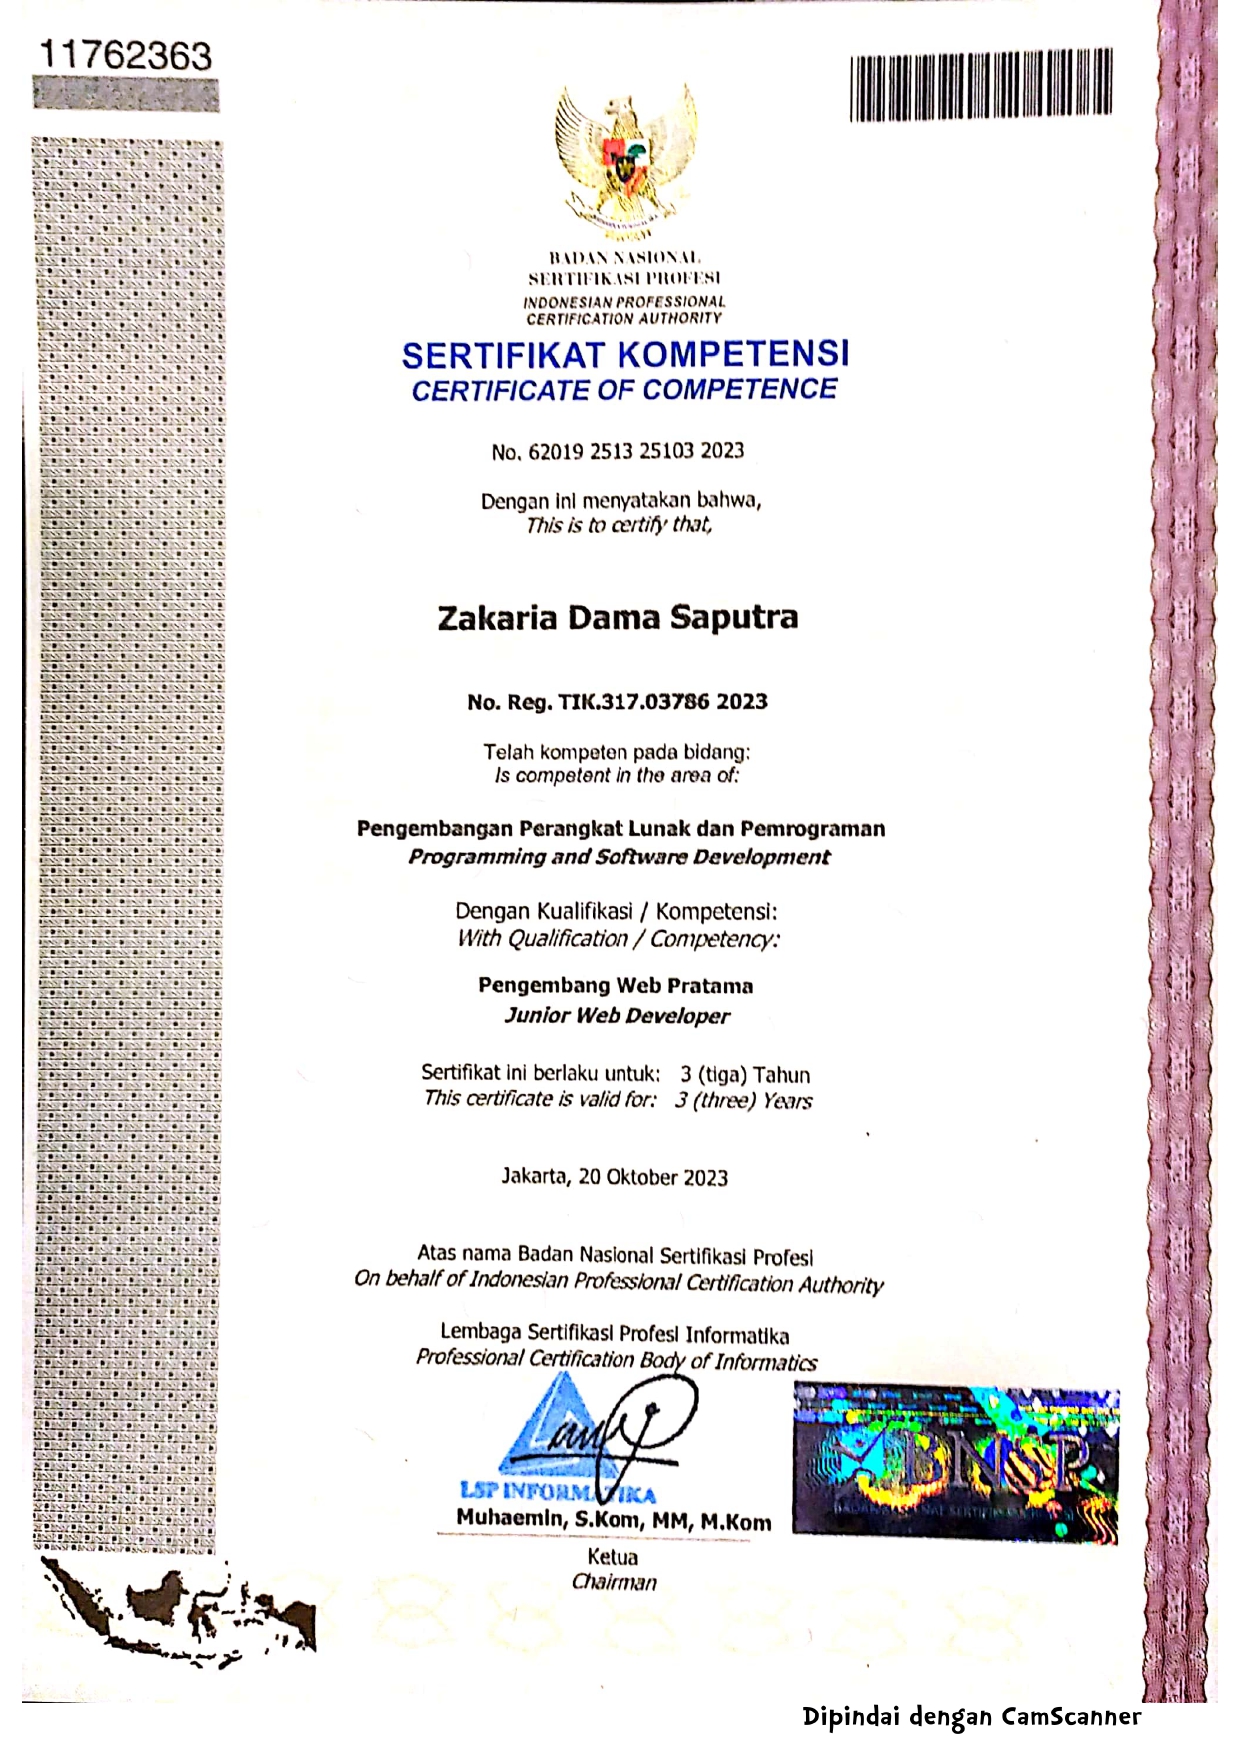 11762363
BADAN NASIONAL
SERTIFIKASI PROFESI
INDONESIAN PROFESSIONAL
CERTIFICATION AUTHORITY
SERTIFIKAT KOMPETENSI
CERTIFICATE OF COMPETENCE
No. 62019 2513 25103 2023
Dengan ini menyatakan bahwa,
This is to certify that,
Zakaria Dama Saputra
No. Reg. TIK.317.03786 2023
Telah kompeten pada bidang:
Is competent in the area of:
Pengembangan Perangkat Lunak dan Pemrograman
Programming and Software Development
Dengan Kualifikasi / Kompetensi:
With Qualification / Competency:
Pengembang Web Pratama
Junior Web Developer
Sertifikat ini berlaku untuk: 3 (tiga) Tahun
This certificate is valid for: 3 (three) Years
Jakarta, 20 Oktober 2023
Atas nama Badan Nasional Sertifikasi Profesi
On behalf of Indonesian Professional Certification Authority
Lembaga Sertifikasi Profesi Informatika
Professional Certification Body of Informatics
LSP INFORMATIKA
BNSP
Muhaemin, S.Kom, MM, M.Kom
Ketua
Chairman
Dipindai dengan CamScanner